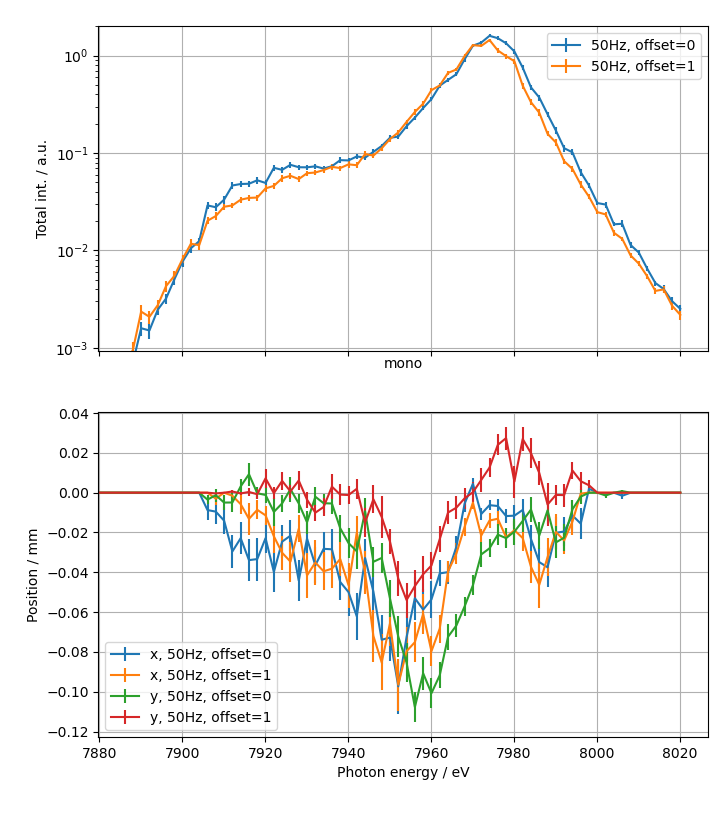 10⁰
10⁻¹
10⁻²
10⁻³
Total int. / a.u.
50Hz, offset=0
50Hz, offset=1
mono
0.04
0.02
0.00
−0.02
−0.04
−0.06
−0.08
−0.10
−0.12
Position / mm
x, 50Hz, offset=0
x, 50Hz, offset=1
y, 50Hz, offset=0
y, 50Hz, offset=1
7880 7900 7920 7940 7960 7980 8000 8020
Photon energy / eV